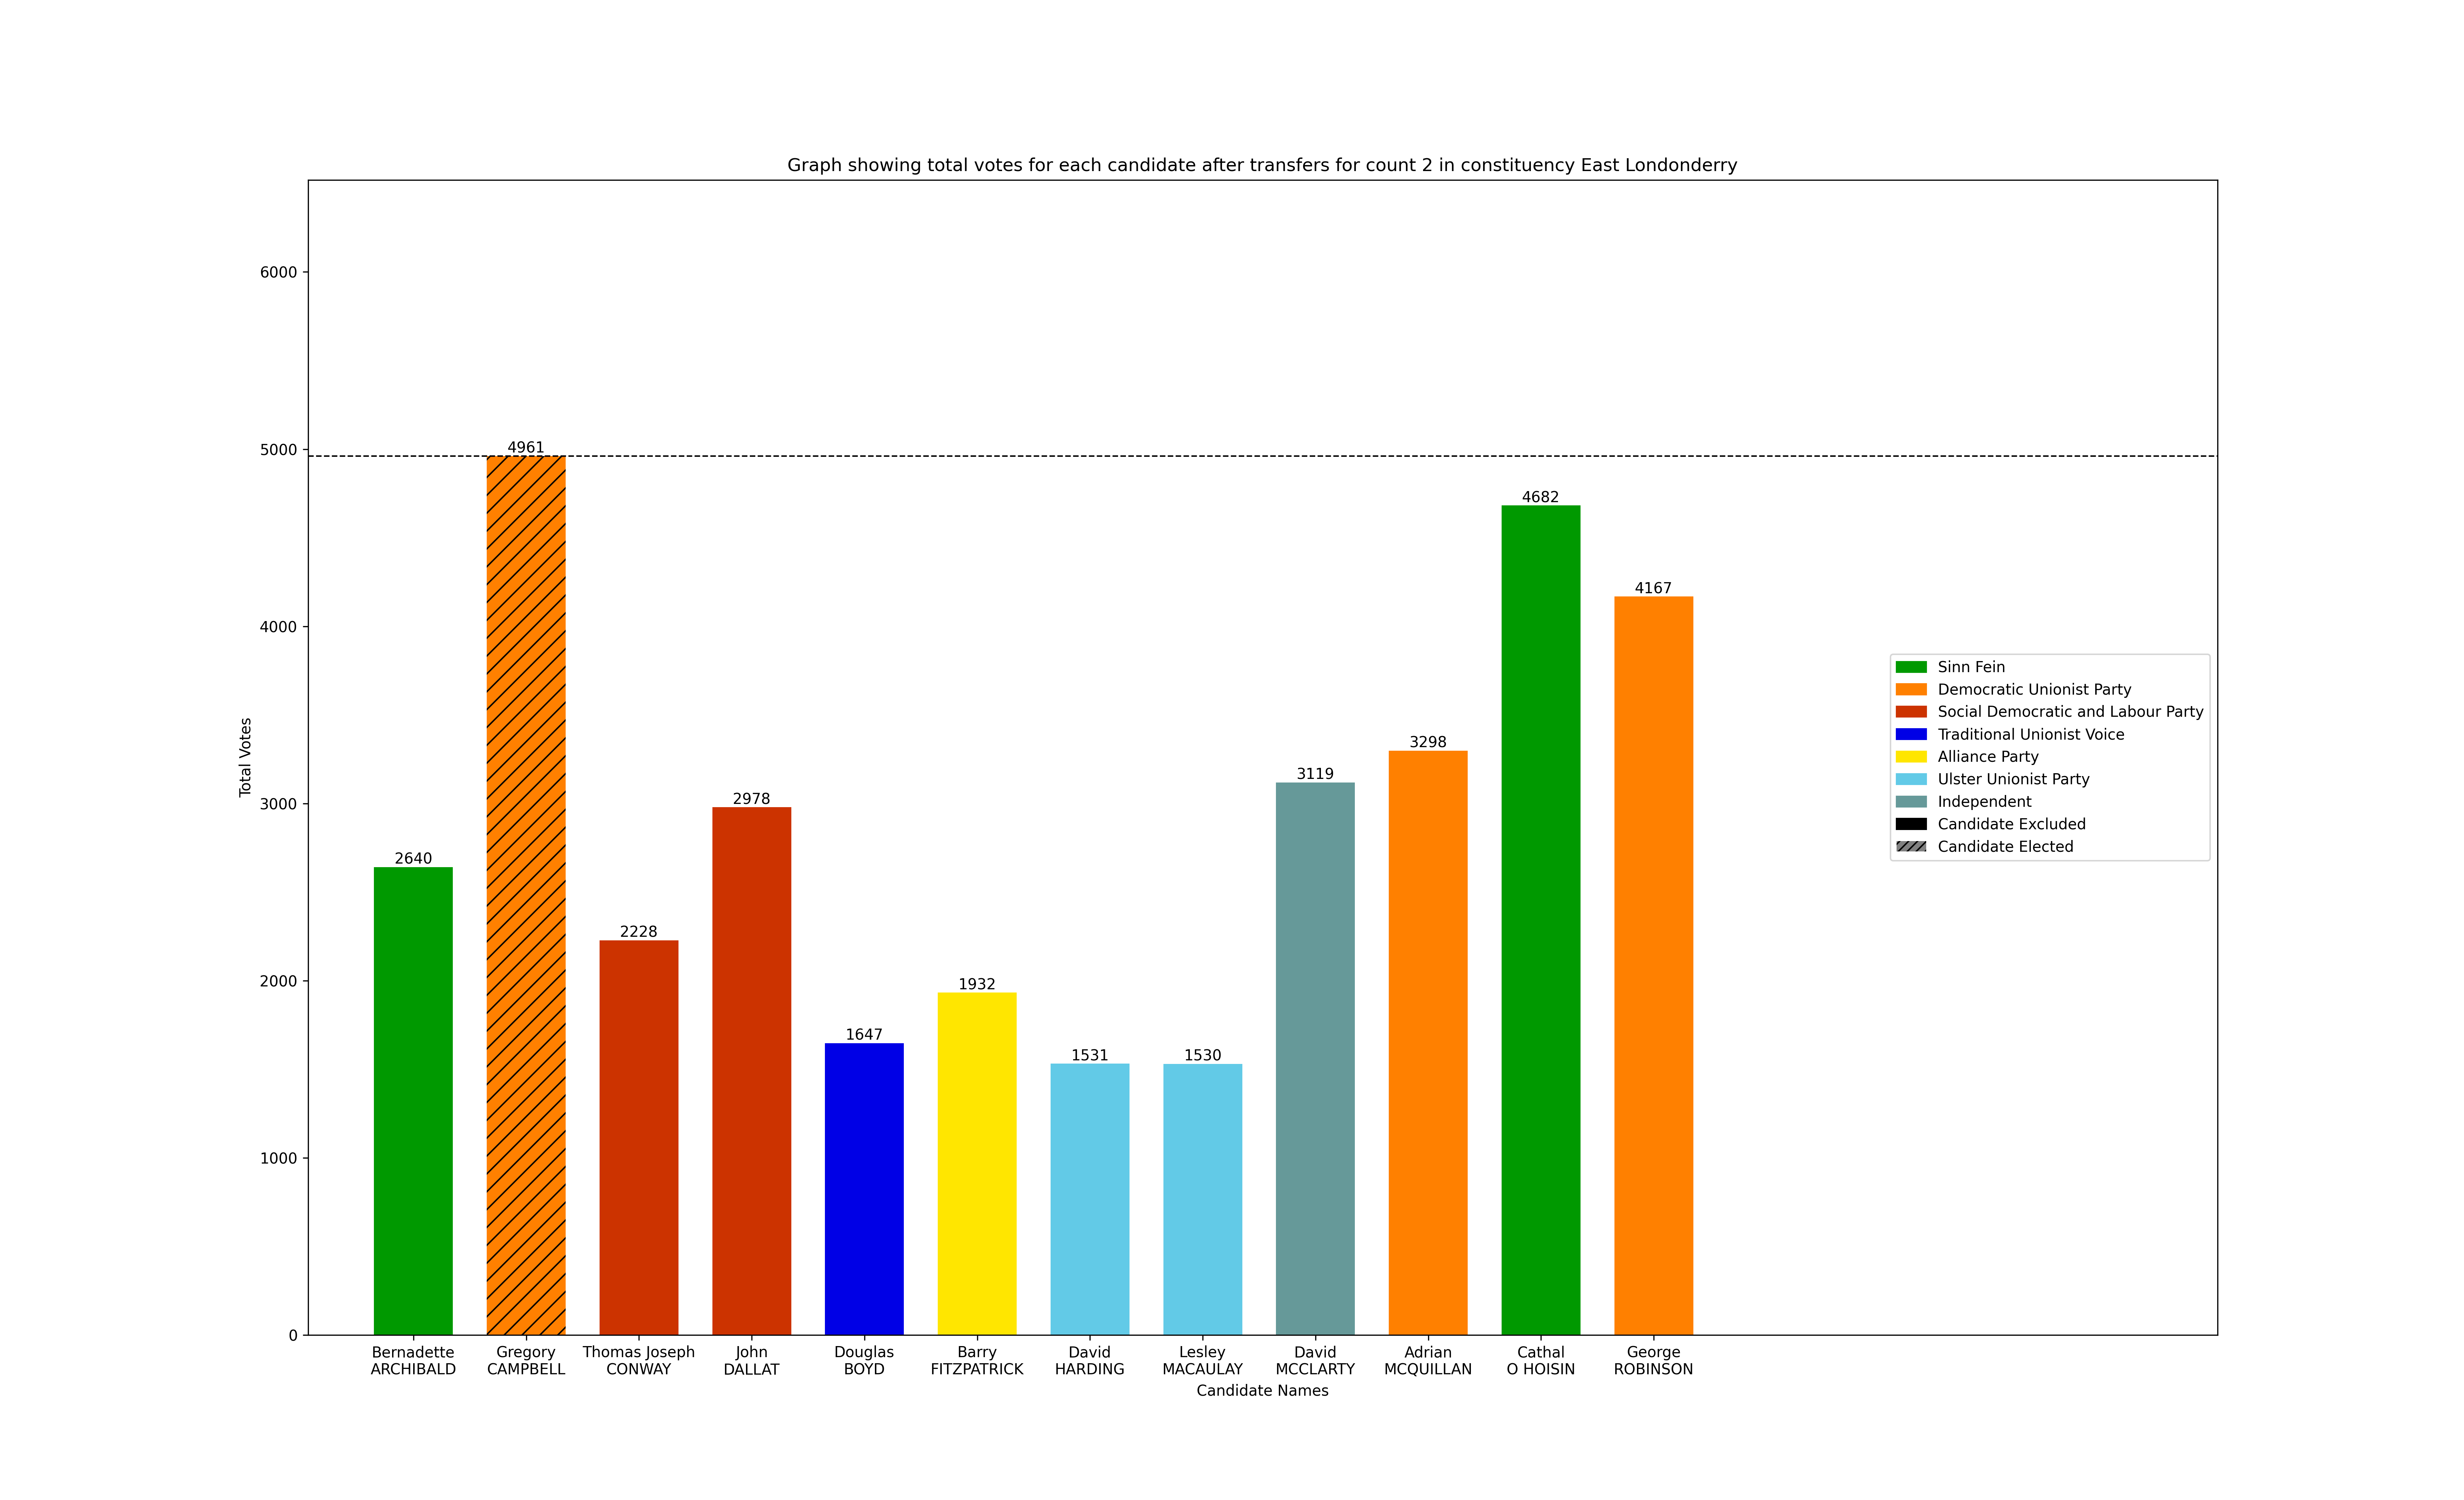 Graph showing total votes for each candidate after transfers for count 2 in constituency East Londonderry
6000
5000
4000
3000
2000
1000
0
Total Votes
2640
4961
2228
2978
1647
1932
1531
1530
3119
3298
4682
4167
Sinn Fein
Democratic Unionist Party
Social Democratic and Labour Party
Traditional Unionist Voice
Alliance Party
Ulster Unionist Party
Independent
Candidate Excluded
Candidate Elected
Bernadette
ARCHIBALD
Gregory
CAMPBELL
Thomas Joseph
CONWAY
John
DALLAT
Douglas
BOYD
Barry
FITZPATRICK
David
HARDING
Lesley
MACAULAY
David
MCCLARTY
Adrian
MCQUILLAN
Cathal
O HOISIN
George
ROBINSON
Candidate Names